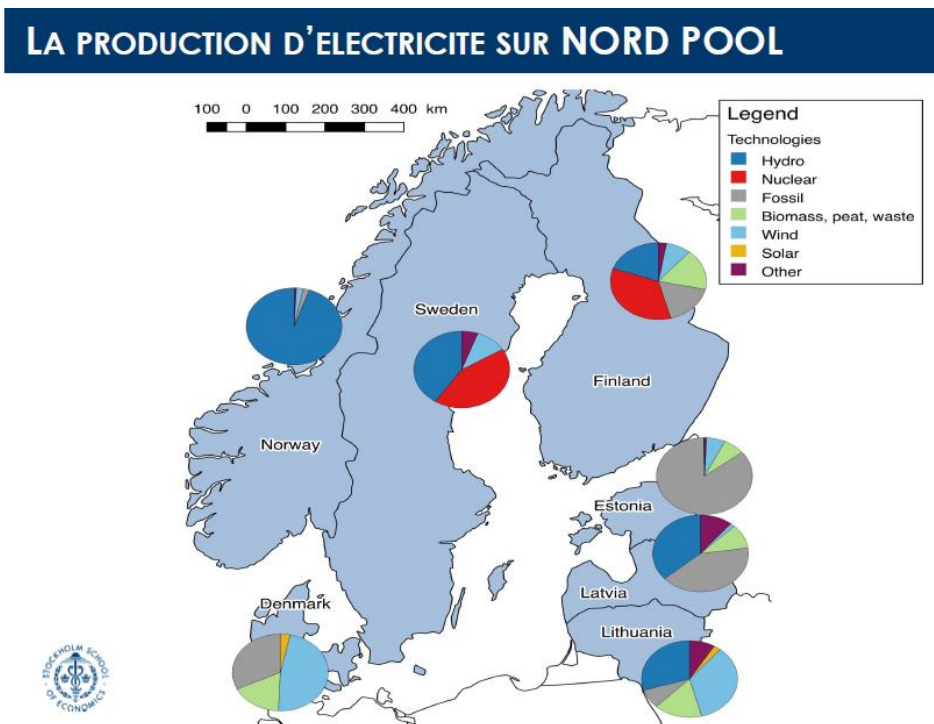 LA PRODUCTION D'ELECTRICITE SUR NORD POOL
100 0 100 200 300 400 km
Legend
Technologies
Hydro
Nuclear
Fossil
Biomass, peat, waste
Wind
Solar
Other
Sweden
Finland
Norway
Estonia
Latvia
Denmark
Lithuania
STOCKHOLM SCHOOL
OF ECONOMICS